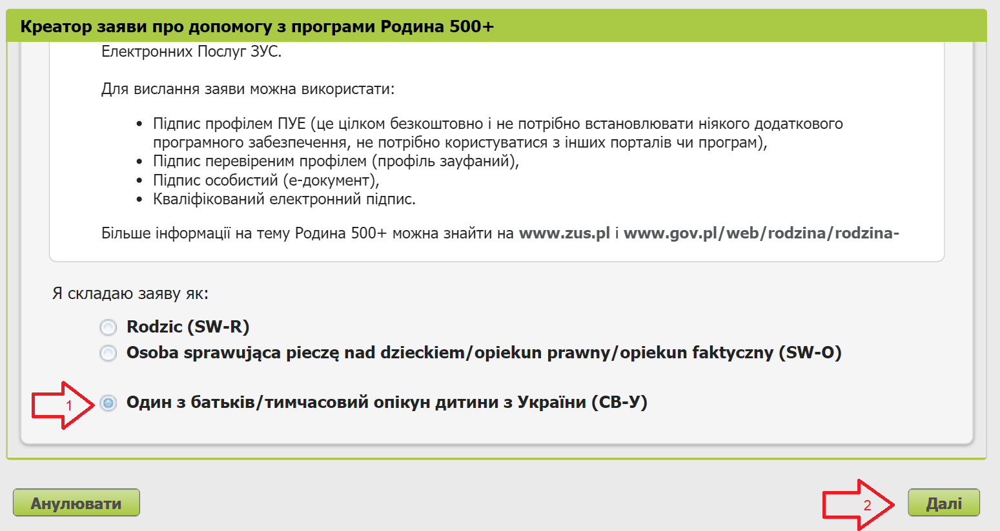 Креатор заяви про допомогу з програми Родина 500+
Електронних Послуг ЗУС.
Для вислання заяви можна використати:
• Підпис профілем ПУЕ (це цілком безкоштовно і не потрібно встановлювати ніякого додаткового
програмного забезпечення, не потрібно користуватися з інших порталів чи програм),
• Підпис перевіреним профілем (профіль зауфаний),
• Підпис особистий (е-документ),
• Кваліфікований електронний підпис.
Більше інформації на тему Родина 500+ можна знайти на www.zus.pl і www.gov.pl/web/rodzina/rodzina-
Я складаю заяву як:
Rodzic (SW-R)
Osoba sprawująca pieczę nad dzieckiem/opiekun prawny/opiekun faktyczny (SW-O)
1 Один з батьків/тимчасовий опікун дитини з України (СВ-У)
Анулювати 2 Далі